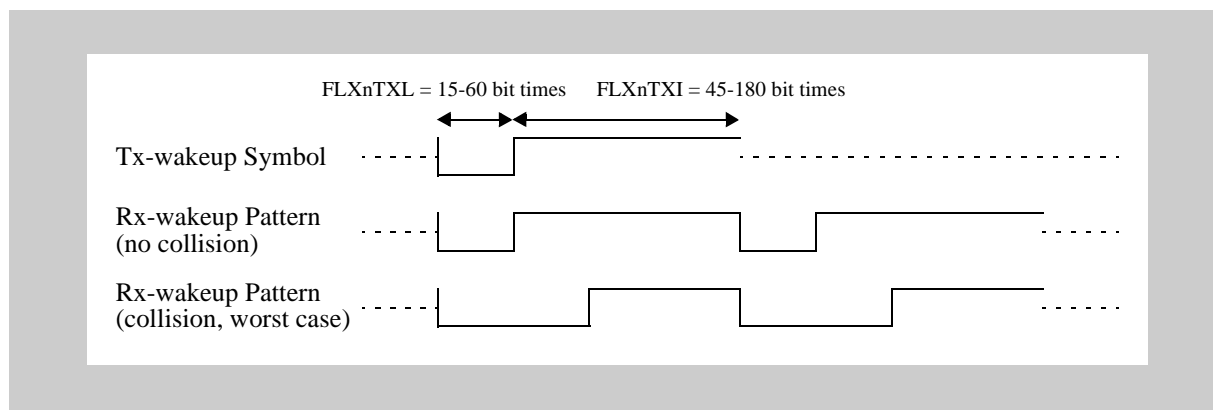 FLXnTXL = 15-60 bit times FLXnTXI = 45-180 bit times
Tx-wakeup Symbol
Rx-wakeup Pattern
(no collision)
Rx-wakeup Pattern
(collision, worst case)